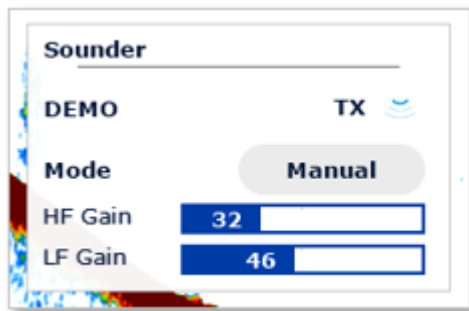 Sounder
DEMO TX
Mode Manual
HF Gain 32
LF Gain 46